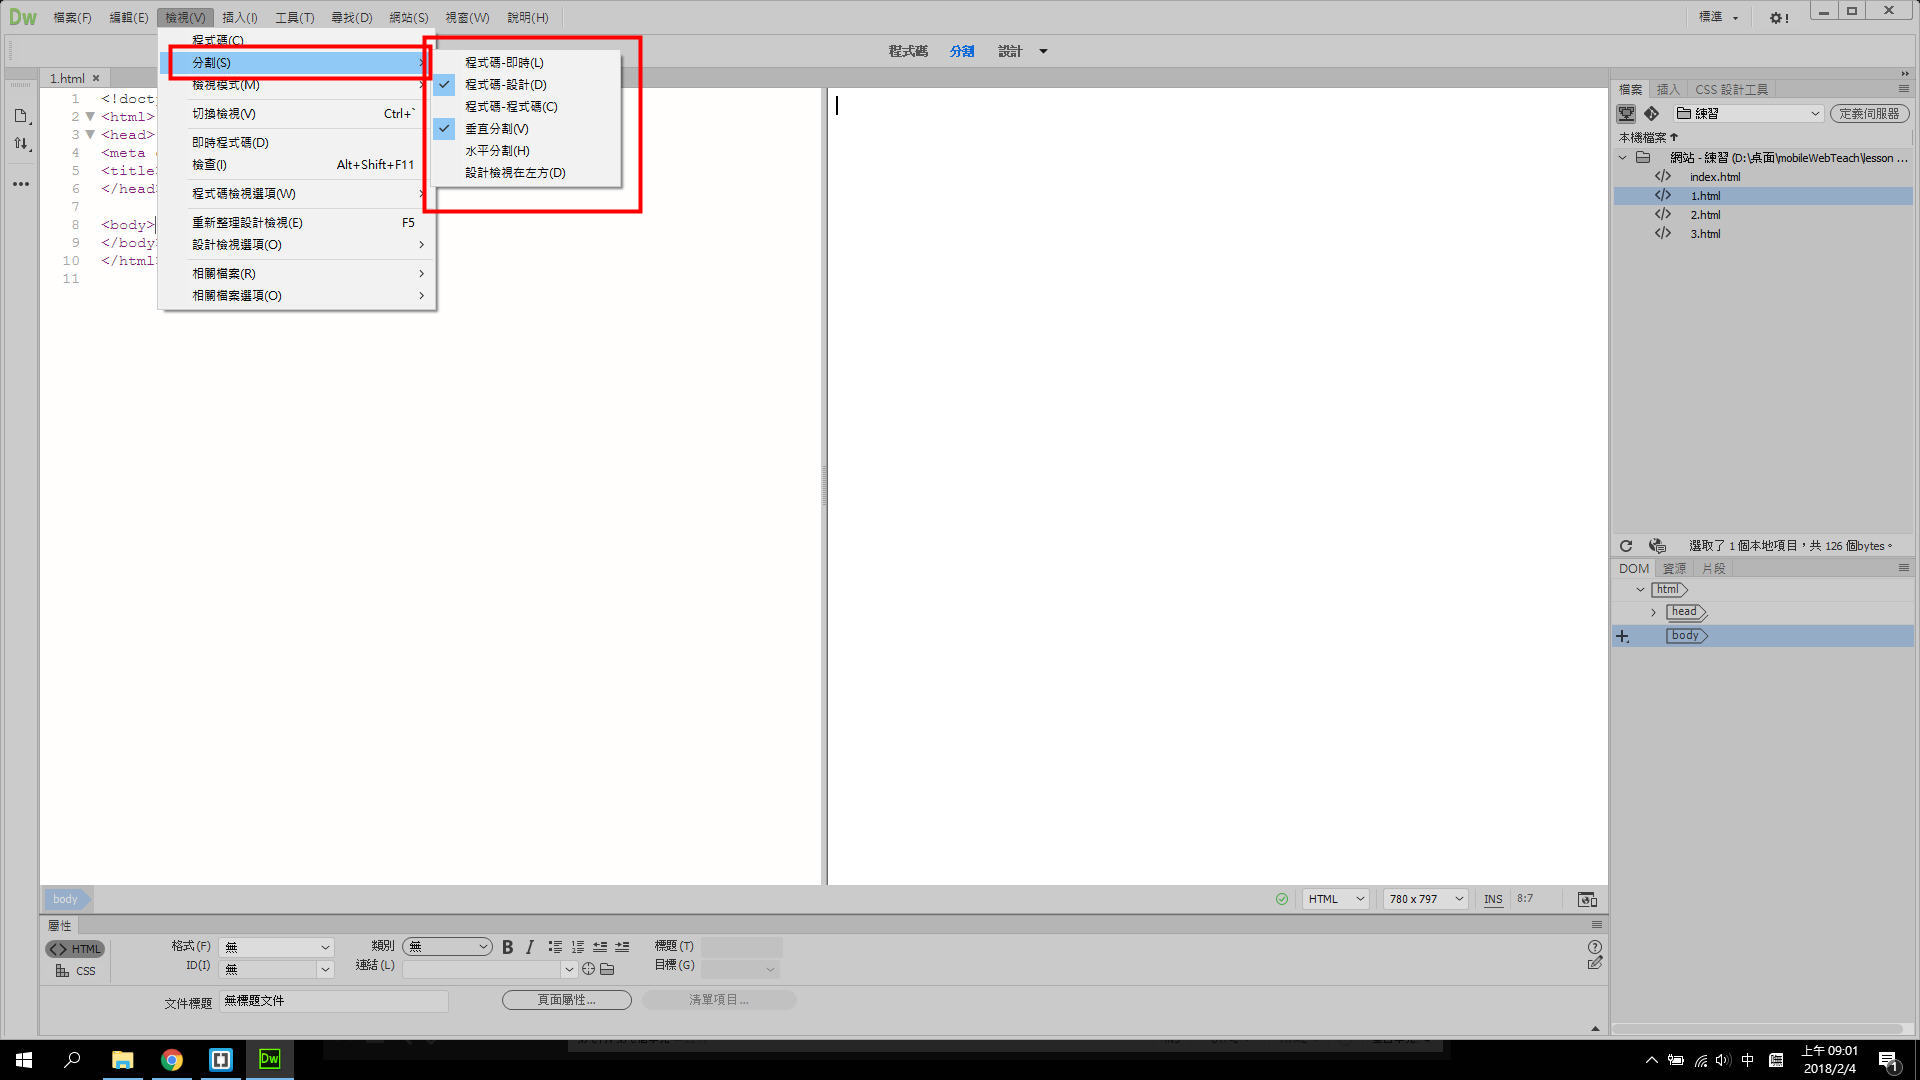 Dw 檔案(F) 編輯(E) 檢視(V) 插入(I) 工具(T) 尋找(D) 網站(S) 視窗(W) 說明(H) 標準
程式碼(C)
分割(S)
檢視模式(M)
切換檢視(V) Ctrl+`
即時程式碼(D)
檢查(I) Alt+Shift+F11
程式碼檢視選項(W)
重新整理設計檢視(E) F5
設計檢視選項(O)
相關檔案(R)
相關檔案選項(O)
程式碼-即時(L)
程式碼-設計(D)
程式碼-程式碼(C)
垂直分割(V)
水平分割(H)
設計檢視在左方(D)
程式碼 分割 設計
1.html
1 <!doct
2 <html>
3 <head>
4 <meta
5 <title
6 </head
7
8 <body>
9 </body
10 </html
11
檔案 插入 CSS 設計工具
練習 定義伺服器
本機檔案
網站 - 練習 (D:\桌面\mobileWebTeach\lesson ...
index.html
1.html
2.html
3.html
選取了 1 個本地項目，共 126 個bytes。
DOM 資源 片段
html
head
body
body HTML 780 x 797 INS 8:7
屬性
HTML 格式(F) 無 類別 無 B I 標題(T)
CSS ID(I) 無 連結(L) 目標(G)
文件標題 無標題文件 頁面屬性... 清單項目...
Dw 中 上午 09:01
2018/2/4 1